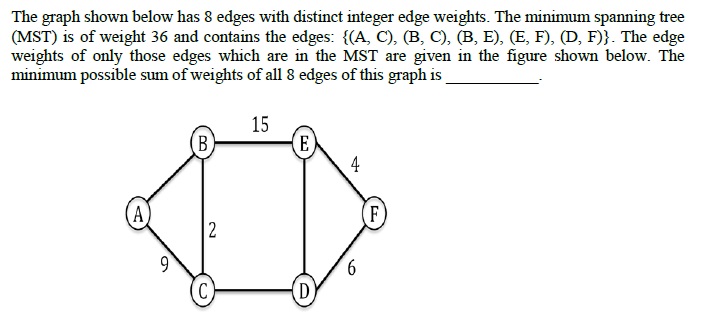 The graph shown below has 8 edges with distinct integer edge weights. The minimum spanning tree
(MST) is of weight 36 and contains the edges: {(A, C), (B, C), (B, E), (E, F), (D, F)}. The edge
weights of only those edges which are in the MST are given in the figure shown below. The
minimum possible sum of weights of all 8 edges of this graph is ____________.
15
B
E
4
A
F
2
9
6
C
D